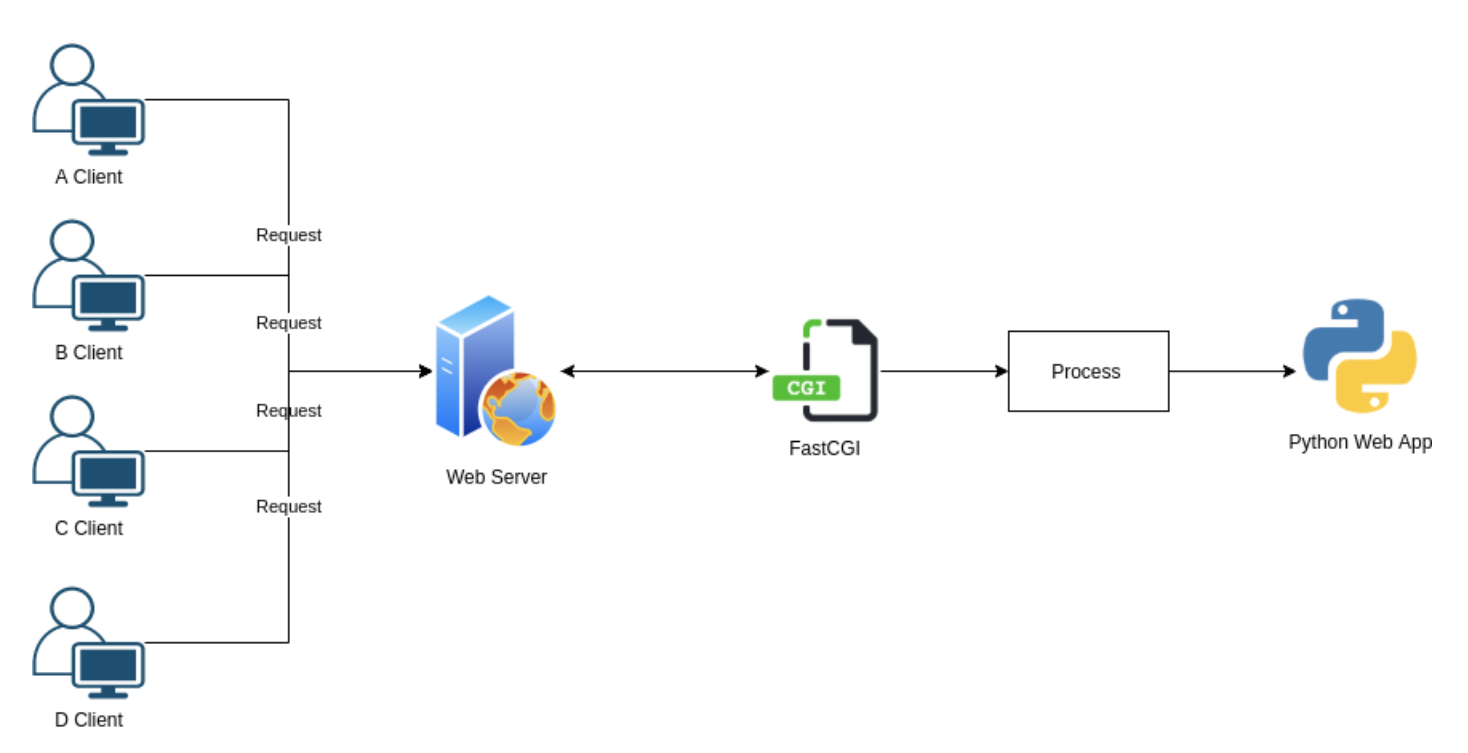 A Client
Request
B Client
Request
C Client
Request
D Client
Request
Web Server
CGI
FastCGI
Process
Python Web App